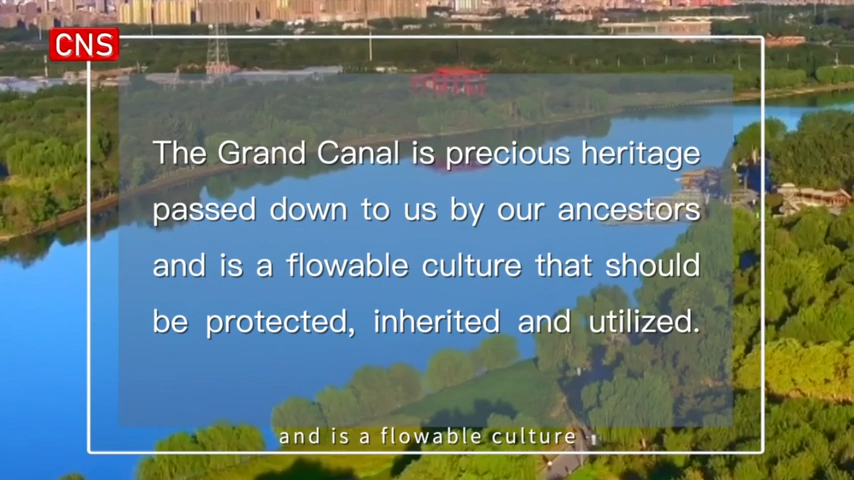 CNS
The Grand Canal is precious heritage
passed down to us by our ancestors
and is a flowable culture that should
be protected, inherited and utilized.
and is a flowable culture